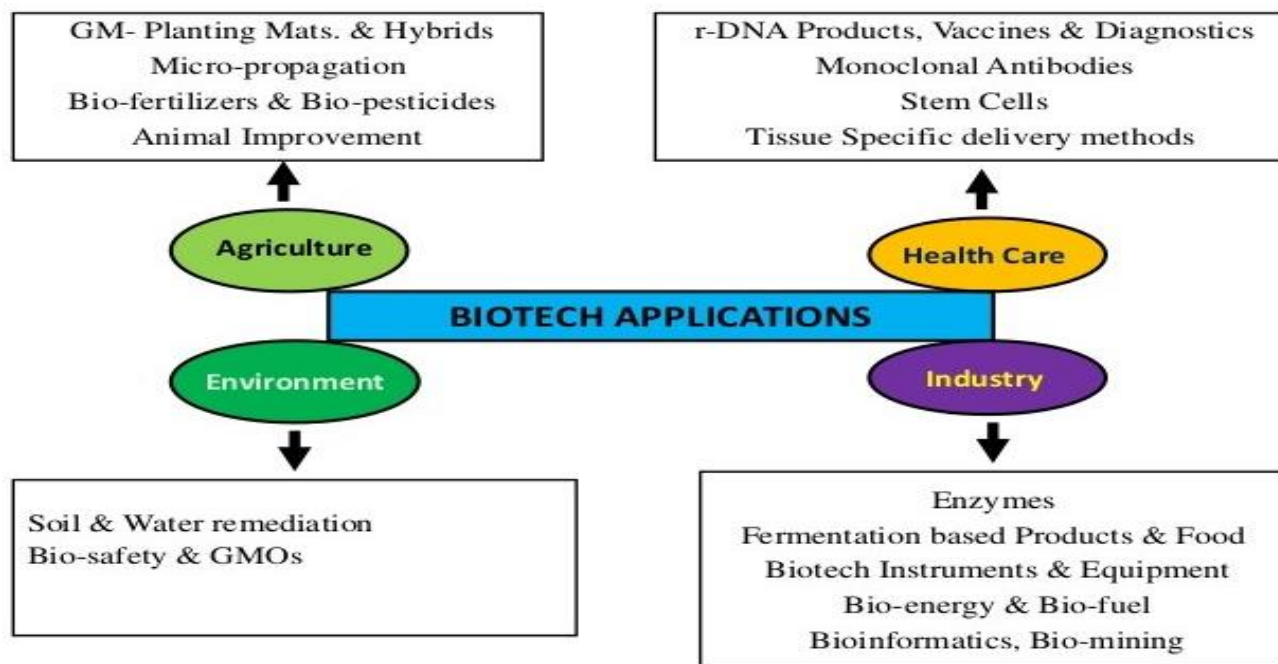 GM- Planting Mats. & Hybrids
Micro-propagation
Bio-fertilizers & Bio-pesticides
Animal Improvement
r-DNA Products, Vaccines & Diagnostics
Monoclonal Antibodies
Stem Cells
Tissue Specific delivery methods
Agriculture
Health Care
BIOTECH APPLICATIONS
Environment
Industry
Soil & Water remediation
Bio-safety & GMOs
Enzymes
Fermentation based Products & Food
Biotech Instruments & Equipment
Bio-energy & Bio-fuel
Bioinformatics, Bio-mining